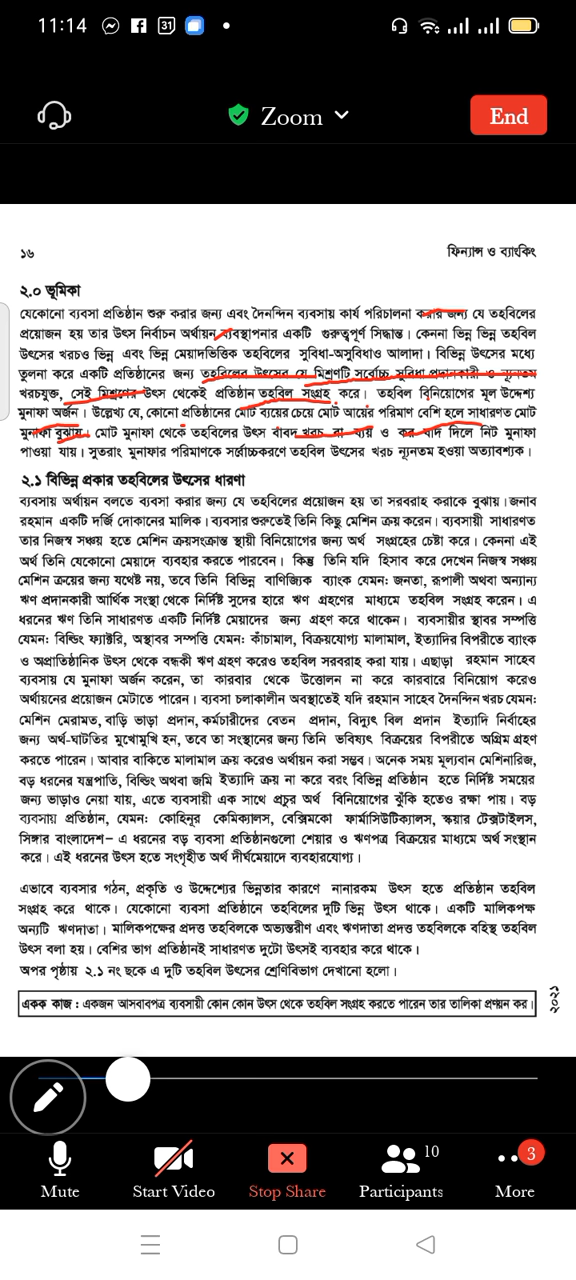 11:14
31
Zoom
End
১৬
ফিন্যান্স ও ব্যাংকিং
২.০ ভূমিকা
যেকোনো ব্যবসা প্রতিষ্ঠান শুরু করার জন্য এবং দৈনন্দিন ব্যবসায় কার্য পরিচালনা করার জন্য যে তহবিলের
প্রয়োজন হয় তার উৎস নির্বাচন অর্থায়ন ব্যবস্থাপনার একটি গুরুত্বপূর্ণ সিদ্ধান্ত। কেননা ভিন্ন ভিন্ন তহবিল
উৎসের খরচও ভিন্ন এবং ভিন্ন মেয়াদভিত্তিক তহবিলের সুবিধা-অসুবিধাও আলাদা। বিভিন্ন উৎসের মধ্যে
তুলনা করে একটি প্রতিষ্ঠানের জন্য তহবিলের উৎসের যে মিশ্রণটি সর্বোচ্চ সুবিধা প্রদানকারী ও ন্যূনতম
খরচযুক্ত, সেই মিশ্রণের উৎস থেকেই প্রতিষ্ঠান তহবিল সংগ্রহ করে। তহবিল বিনিয়োগের মূল উদ্দেশ্য
মুনাফা অর্জন। উল্লেখ্য যে, কোনো প্রতিষ্ঠানের মোট ব্যয়ের চেয়ে মোট আয়ের পরিমাণ বেশি হলে সাধারণত মোট
মুনাফা বুঝায়। মোট মুনাফা থেকে তহবিলের উৎস বাবদ খরচ বা ব্যয় ও কর বাদ দিলে নিট মুনাফা
পাওয়া যায়। সুতরাং মুনাফার পরিমাণকে সর্বোচ্চকরণে তহবিল উৎসের খরচ ন্যূনতম হওয়া অত্যাবশ্যক।
২.১ বিভিন্ন প্রকার তহবিলের উৎসের ধারণা
ব্যবসায় অর্থায়ন বলতে ব্যবসা করার জন্য যে তহবিলের প্রয়োজন হয় তা সরবরাহ করাকে বুঝায়। জনাব
রহমান একটি দর্জি দোকানের মালিক। ব্যবসার শুরুতেই তিনি কিছু মেশিন ক্রয় করেন। ব্যবসায়ী সাধারণত
তার নিজস্ব সঞ্চয় হতে মেশিন ক্রয়সংক্রান্ত স্থায়ী বিনিয়োগের জন্য অর্থ সংগ্রহের চেষ্টা করে। কেননা এই
অর্থ তিনি যেকোনো মেয়াদে ব্যবহার করতে পারবেন। কিন্তু তিনি যদি হিসাব করে দেখেন নিজস্ব সঞ্চয়
মেশিন ক্রয়ের জন্য যথেষ্ট নয়, তবে তিনি বিভিন্ন বাণিজ্যিক ব্যাংক যেমন: জনতা, রূপালী অথবা অন্যান্য
ঋণ প্রদানকারী আর্থিক সংস্থা থেকে নির্দিষ্ট সুদের হারে ঋণ গ্রহণের মাধ্যমে তহবিল সংগ্রহ করেন। এ
ধরনের ঋণ তিনি সাধারণত একটি নির্দিষ্ট মেয়াদের জন্য গ্রহণ করে থাকেন। ব্যবসায়ীর স্থাবর সম্পত্তি
যেমন: বিল্ডিং ফ্যাক্টরি, অস্থাবর সম্পত্তি যেমন: কাঁচামাল, বিক্রয়যোগ্য মালামাল, ইত্যাদির বিপরীতে ব্যাংক
ও অপ্রাতিষ্ঠানিক উৎস থেকে বন্ধকী ঋণ গ্রহণ করেও তহবিল সরবরাহ করা যায়। এছাড়া রহমান সাহেব
ব্যবসায় যে মুনাফা অর্জন করেন, তা কারবার থেকে উত্তোলন না করে কারবারে বিনিয়োগ করেও
অর্থায়নের প্রয়োজন মেটাতে পারেন। ব্যবসা চলাকালীন অবস্থাতেই যদি রহমান সাহেব দৈনন্দিন খরচ যেমন:
মেশিন মেরামত, বাড়ি ভাড়া প্রদান, কর্মচারীদের বেতন প্রদান, বিদ্যুৎ বিল প্রদান ইত্যাদি নির্বাহের
জন্য অর্থ-ঘাটতির মুখোমুখি হন, তবে তা সংস্থানের জন্য তিনি ভবিষ্যৎ বিক্রয়ের বিপরীতে অগ্রিম গ্রহণ
করতে পারেন। আবার বাকিতে মালামাল ক্রয় করেও অর্থায়ন করা সম্ভব। অনেক সময় মূল্যবান মেশিনারিজ,
বড় ধরনের যন্ত্রপাতি, বিল্ডিং অথবা জমি ইত্যাদি ক্রয় না করে বরং বিভিন্ন প্রতিষ্ঠান হতে নির্দিষ্ট সময়ের
জন্য ভাড়াও নেয়া যায়, এতে ব্যবসায়ী এক সাথে প্রচুর অর্থ বিনিয়োগের ঝুঁকি হতেও রক্ষা পায়। বড়
ব্যবসায় প্রতিষ্ঠান, যেমন: কোহিনূর কেমিক্যালস, বেক্সিমকো ফার্মাসিউটিক্যালস, স্কয়ার টেক্সটাইলস,
সিঙ্গার বাংলাদেশ– এ ধরনের বড় ব্যবসা প্রতিষ্ঠানগুলো শেয়ার ও ঋণপত্র বিক্রয়ের মাধ্যমে অর্থ সংস্থান
করে। এই ধরনের উৎস হতে সংগৃহীত অর্থ দীর্ঘমেয়াদে ব্যবহারযোগ্য।
এভাবে ব্যবসার গঠন, প্রকৃতি ও উদ্দেশ্যের ভিন্নতার কারণে নানারকম উৎস হতে প্রতিষ্ঠান তহবিল
সংগ্রহ করে থাকে। যেকোনো ব্যবসা প্রতিষ্ঠানে তহবিলের দুটি ভিন্ন উৎস থাকে। একটি মালিকপক্ষ
অন্যটি ঋণদাতা। মালিকপক্ষের প্রদত্ত তহবিলকে অভ্যন্তরীণ এবং ঋণদাতা প্রদত্ত তহবিলকে বহিস্থ তহবিল
উৎস বলা হয়। বেশির ভাগ প্রতিষ্ঠানই সাধারণত দুটো উৎসই ব্যবহার করে থাকে।
অপর পৃষ্ঠায় ২.১ নং ছকে এ দুটি তহবিল উৎসের শ্রেণিবিভাগ দেখানো হলো।
একক কাজ : একজন আসবাবপত্র ব্যবসায়ী কোন কোন উৎস থেকে তহবিল সংগ্রহ করতে পারেন তার তালিকা প্রণয়ন কর।
২০২১
10
3
Mute
Start Video
Stop Share
Participants
More